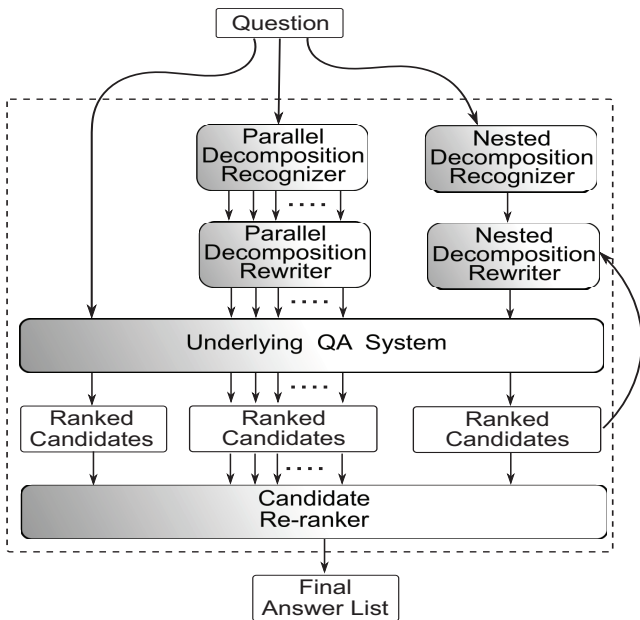 Question
Parallel
Decomposition
Recognizer
Nested
Decomposition
Recognizer
Parallel
Decomposition
Rewriter
Nested
Decomposition
Rewriter
Underlying QA System
Ranked
Candidates
Ranked
Candidates
Ranked
Candidates
Candidate
Re-ranker
Final
Answer List